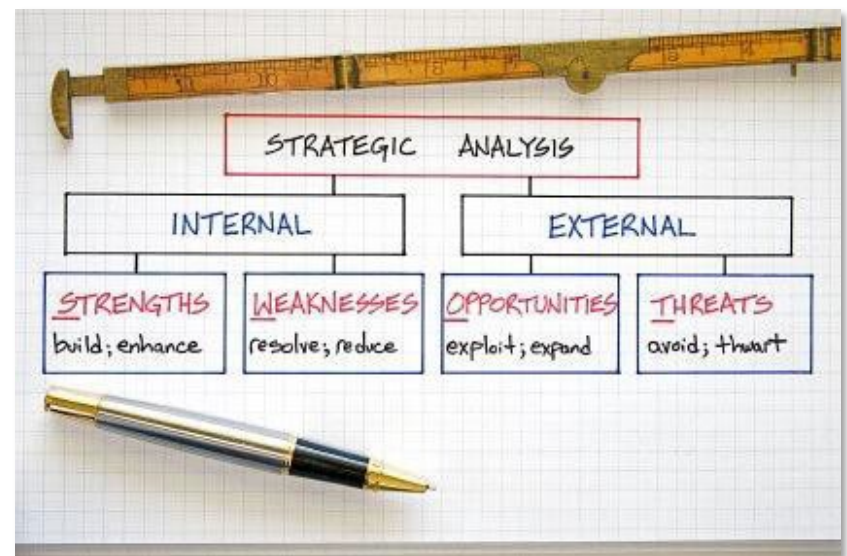 STRATEGIC ANALYSIS
INTERNAL EXTERNAL
STRENGTHS WEAKNESSES OPPORTUNITIES THREATS
build; enhance resolve; reduce exploit; expand avoid; thwart